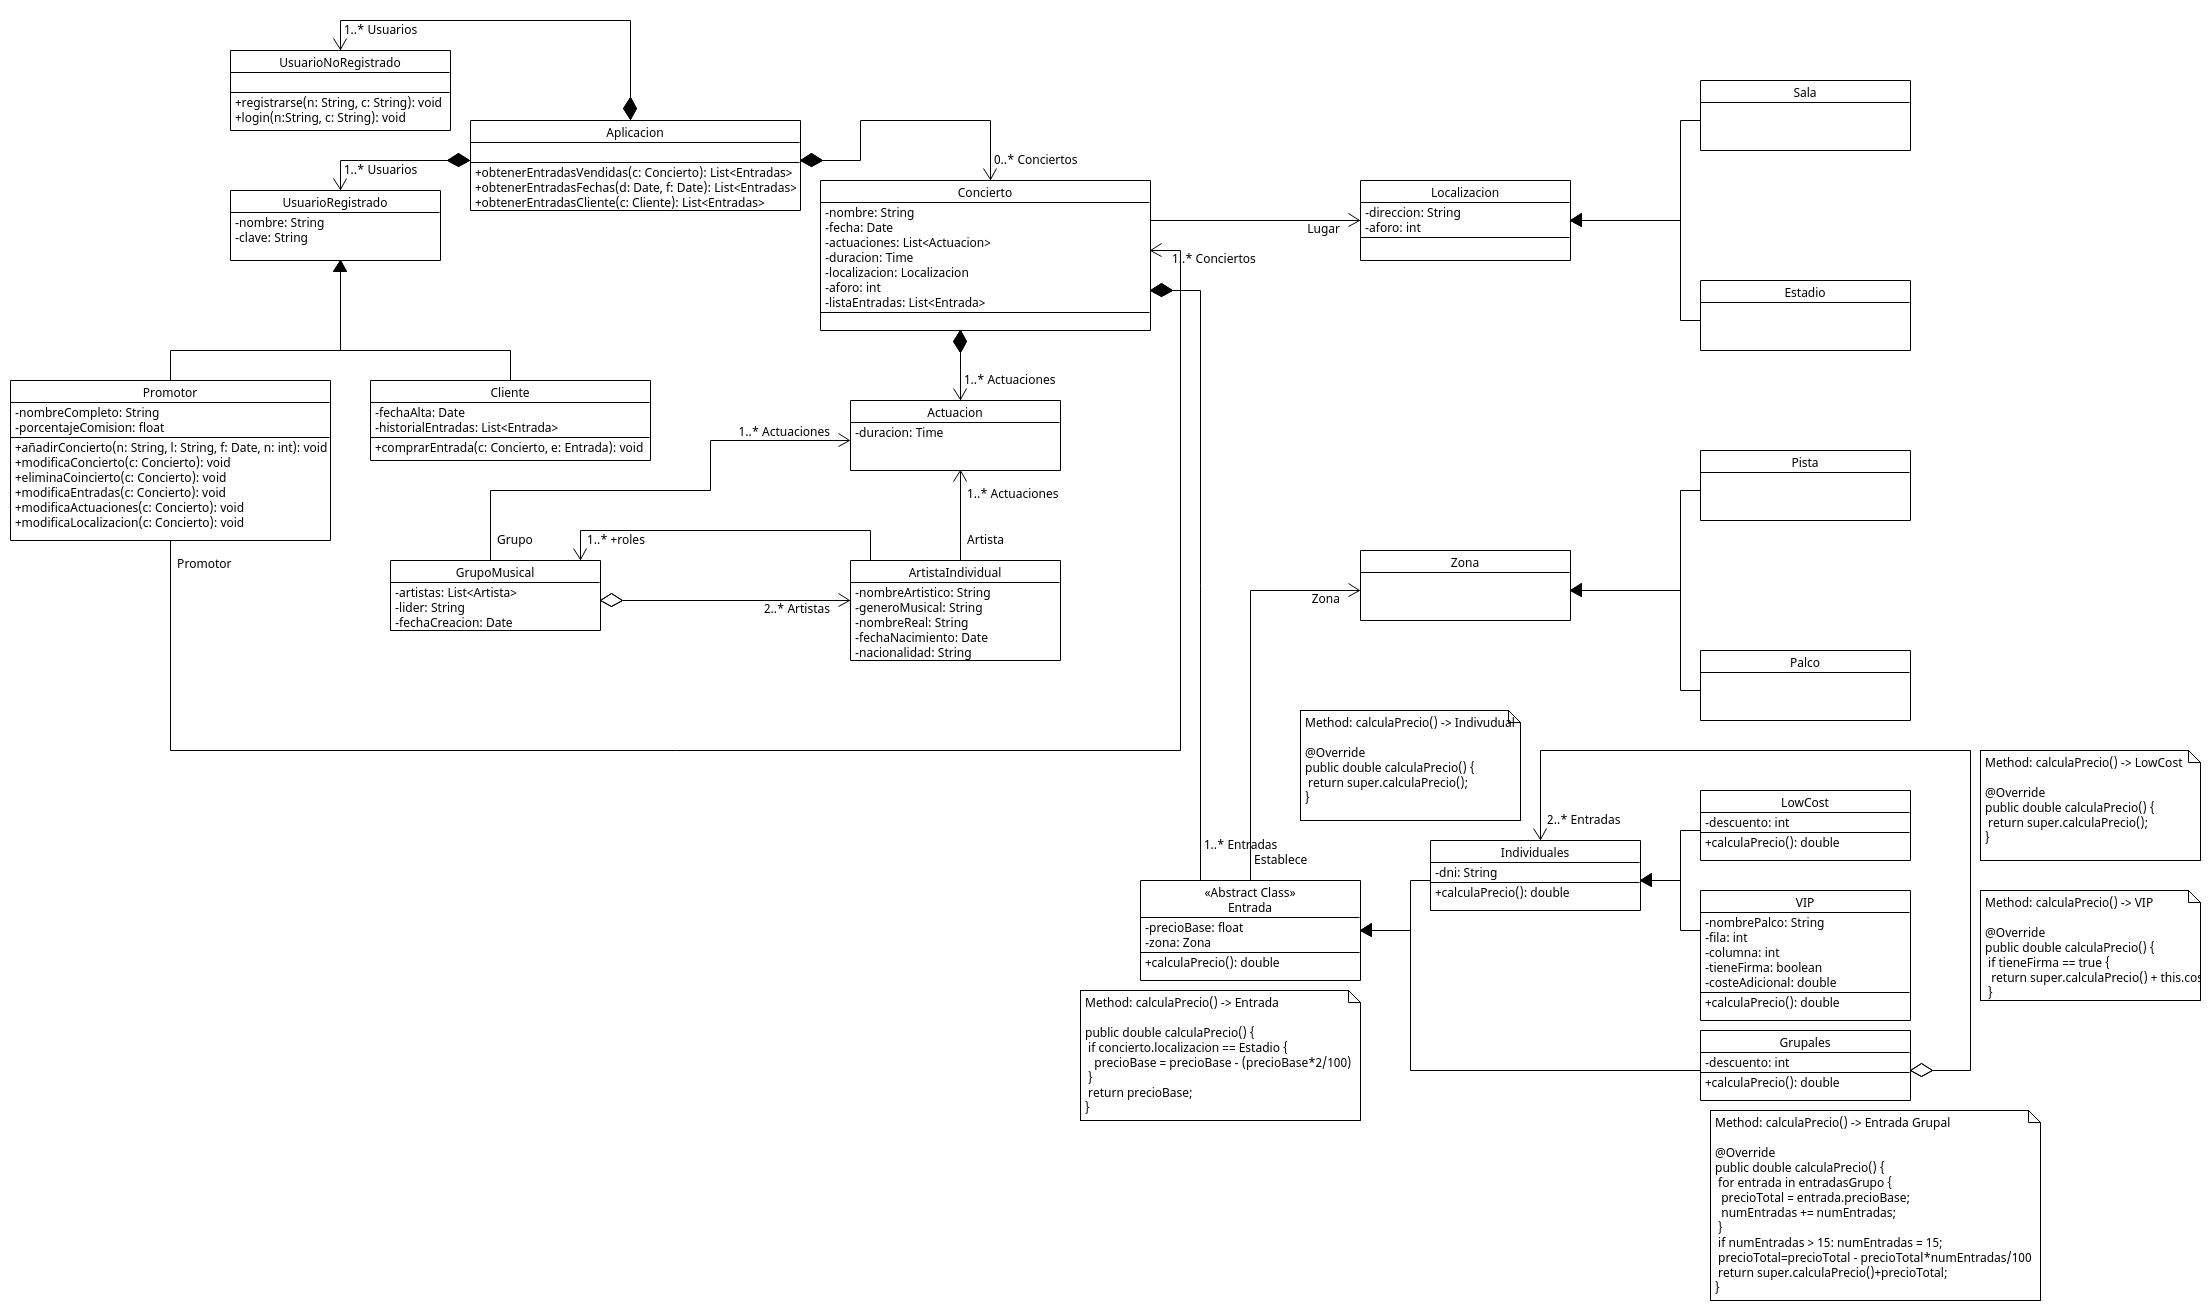 1..* Usuarios
UsuarioNoRegistrado
+registrarse(n: String, c: String): void
+login(n:String, c: String): void
Aplicacion
+obtenerEntradasVendidas(c: Concierto): List<Entradas>
+obtenerEntradasFechas(d: Date, f: Date): List<Entradas>
+obtenerEntradasCliente(c: Cliente): List<Entradas>
1..* Usuarios
UsuarioRegistrado
-nombre: String
-clave: String
0..* Conciertos
Concierto
-nombre: String
-fecha: Date
-actuaciones: List<Actuacion>
-duracion: Time
-localizacion: Localizacion
-aforo: int
-listaEntradas: List<Entrada>
Lugar
1..* Conciertos
Localizacion
-direccion: String
-aforo: int
Sala
Estadio
Promotor
-nombreCompleto: String
-porcentajeComision: float
+añadirConcierto(n: String, l: String, f: Date, n: int): void
+modificaConcierto(c: Concierto): void
+eliminaCoincierto(c: Concierto): void
+modificaEntradas(c: Concierto): void
+modificaActuaciones(c: Concierto): void
+modificaLocalizacion(c: Concierto): void
Promotor
Cliente
-fechaAlta: Date
-historialEntradas: List<Entrada>
+comprarEntrada(c: Concierto, e: Entrada): void
1..* Actuaciones
Actuacion
-duracion: Time
1..* Actuaciones
1..* Actuaciones
Grupo
1..* +roles
Artista
GrupoMusical
-artistas: List<Artista>
-lider: String
-fechaCreacion: Date
2..* Artistas
ArtistaIndividual
-nombreArtistico: String
-generoMusical: String
-nombreReal: String
-fechaNacimiento: Date
-nacionalidad: String
Pista
Zona
Zona
Palco
Method: calculaPrecio() -> Indivudual
@Override
public double calculaPrecio() {
return super.calculaPrecio();
}
2..* Entradas
1..* Entradas
Establece
Individuales
-dni: String
+calculaPrecio(): double
LowCost
-descuento: int
+calculaPrecio(): double
Method: calculaPrecio() -> LowCost
@Override
public double calculaPrecio() {
return super.calculaPrecio();
}
«Abstract Class»
Entrada
-precioBase: float
-zona: Zona
+calculaPrecio(): double
VIP
-nombrePalco: String
-fila: int
-columna: int
-tieneFirma: boolean
-costeAdicional: double
+calculaPrecio(): double
Method: calculaPrecio() -> VIP
@Override
public double calculaPrecio() {
if tieneFirma == true {
return super.calculaPrecio() + this.cos
}
Method: calculaPrecio() -> Entrada
public double calculaPrecio() {
if concierto.localizacion == Estadio {
precioBase = precioBase - (precioBase*2/100)
}
return precioBase;
}
Grupales
-descuento: int
+calculaPrecio(): double
Method: calculaPrecio() -> Entrada Grupal
@Override
public double calculaPrecio() {
for entrada in entradasGrupo {
precioTotal = entrada.precioBase;
numEntradas += numEntradas;
}
if numEntradas > 15: numEntradas = 15;
precioTotal=precioTotal - precioTotal*numEntradas/100
return super.calculaPrecio()+precioTotal;
}